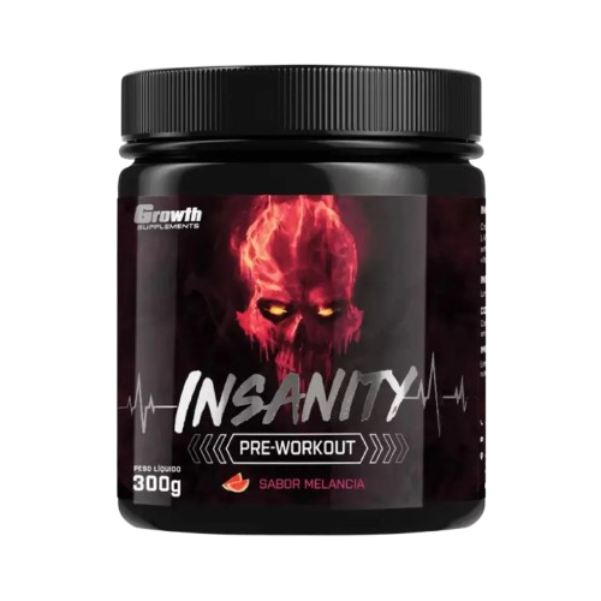 Growth
SUPPLEMENTS
INSANITY
PRE-WORKOUT
PESO LÍQUIDO
300g
SABOR MELANCIA